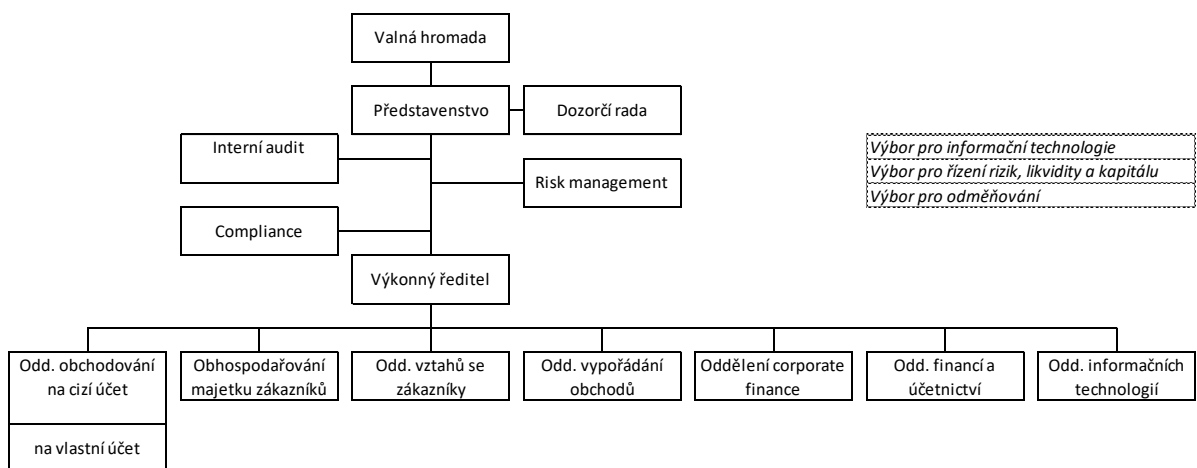 Valná hromada
Představenstvo
Dozorčí rada
Interní audit
Výbor pro informační technologie
Výbor pro řízení rizik, likvidity a kapitálu
Výbor pro odměňování
Risk management
Compliance
Výkonný ředitel
Odd. obchodování
na cizí účet
na vlastní účet
Obhospodařování
majetku zákazníků
Odd. vztahů se
zákazníky
Odd. vypořádání
obchodů
Oddělení corporate
finance
Odd. financí a
účetnictví
Odd. informačních
technologií